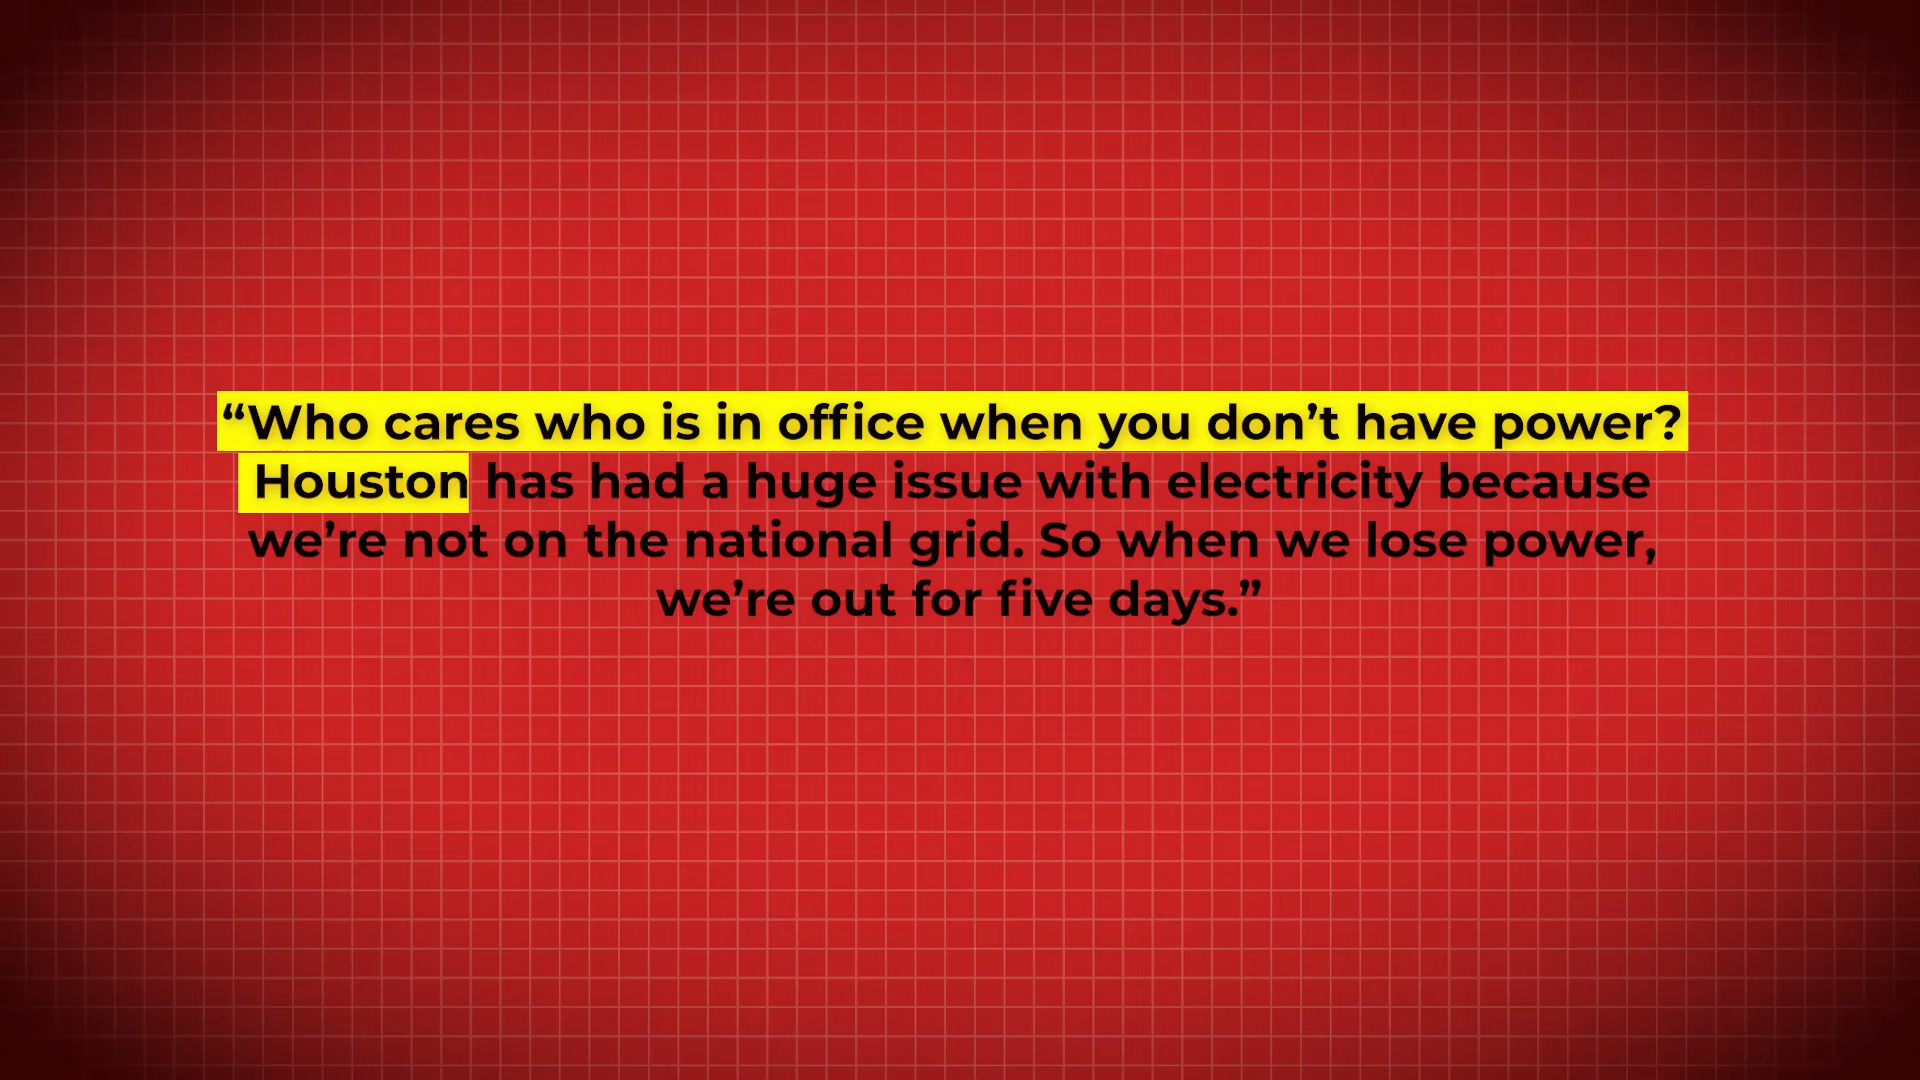 “Who cares who is in office when you don’t have power?
Houston has had a huge issue with electricity because
we’re not on the national grid. So when we lose power,
we’re out for five days.”